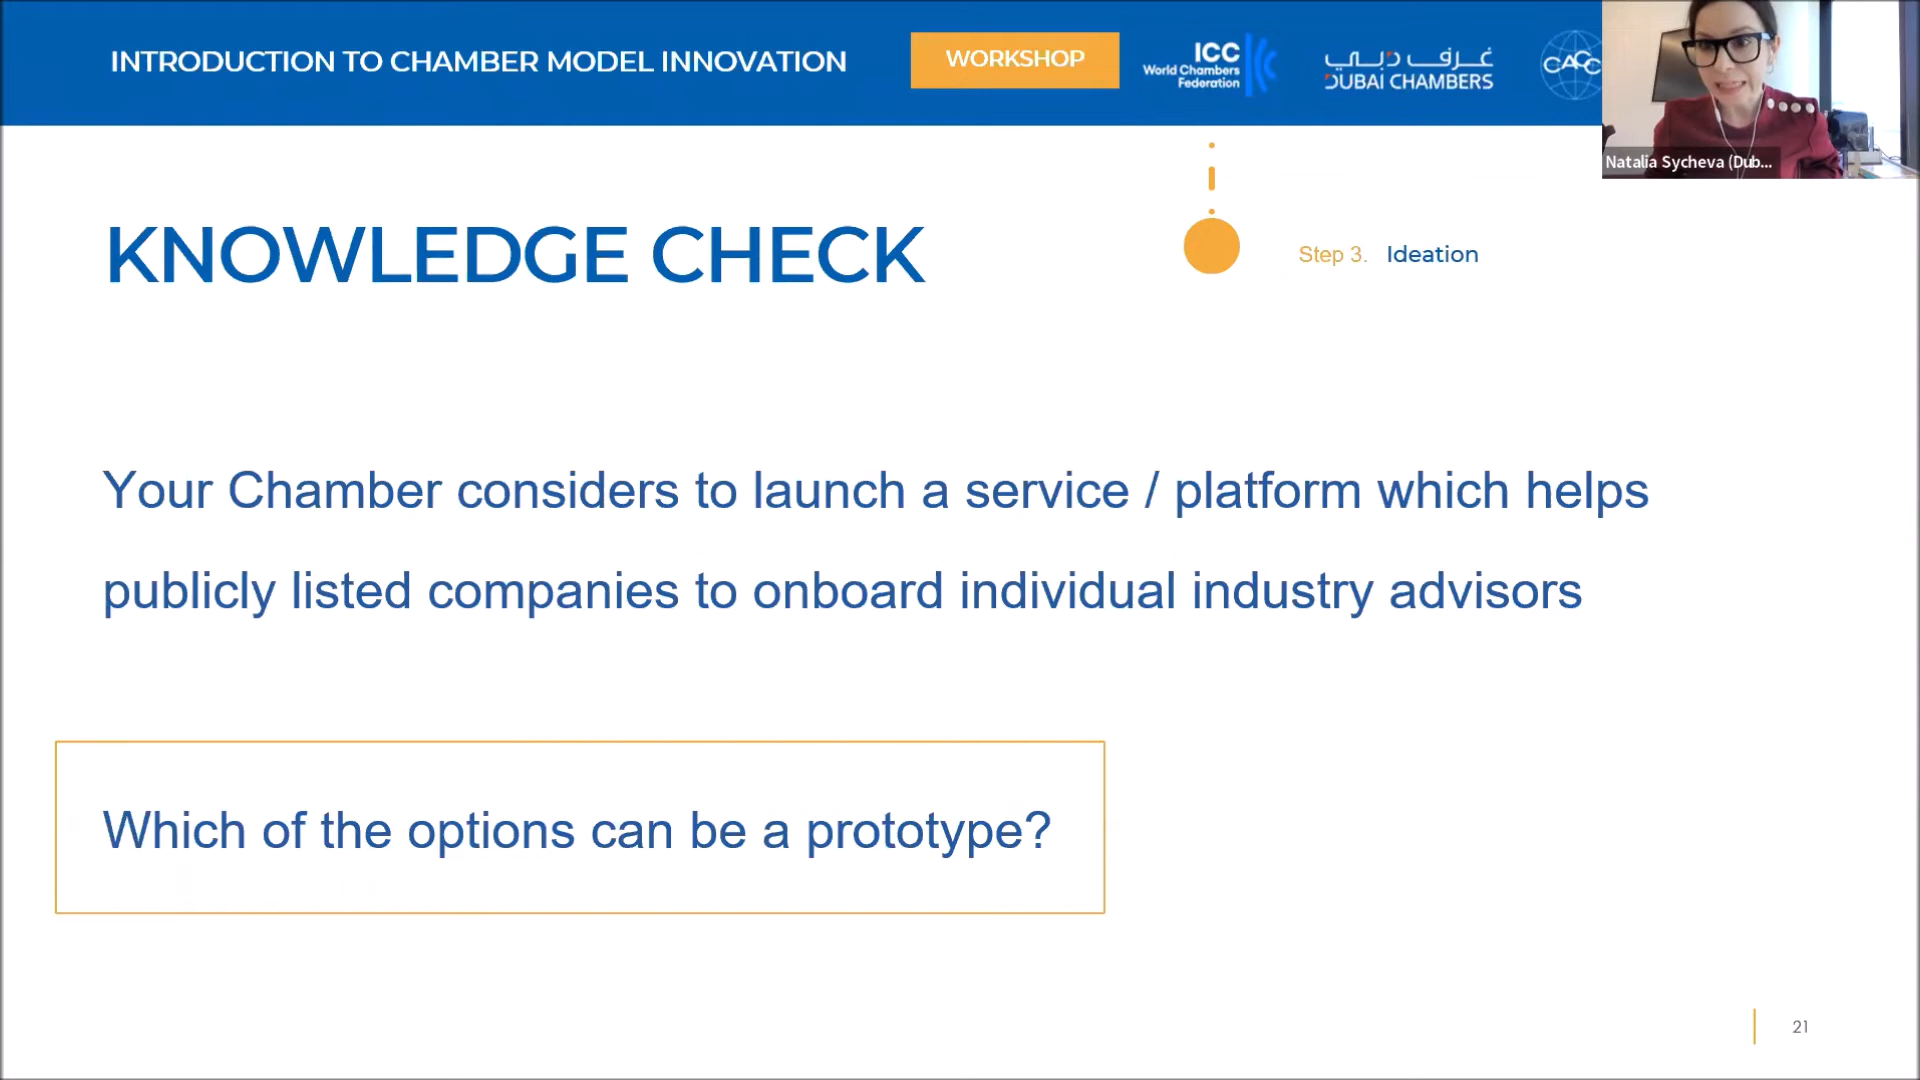 INTRODUCTION TO CHAMBER MODEL INNOVATION
WORKSHOP
ICC
World Chambers
Federation
غرف دبي
DUBAI CHAMBERS
CACC
Natalia Sycheva (Dub...
KNOWLEDGE CHECK
Step 3. Ideation
Your Chamber considers to launch a service / platform which helps
publicly listed companies to onboard individual industry advisors
Which of the options can be a prototype?
21